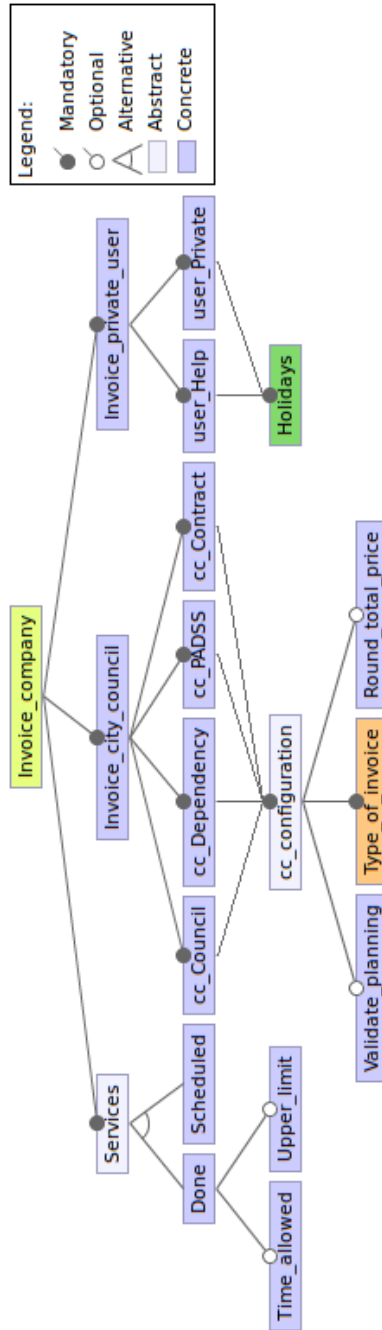 Invoice_company
Services
Invoice_city_council
Invoice_private_user
Done
Scheduled
cc_Council
cc_Dependency
cc_PADSS
cc_Contract
user_Help
user_Private
Time_allowed
Upper_limit
cc_configuration
Holidays
Validate_planning
Type_of_invoice
Round_total_price
Legend:
Mandatory
Optional
Alternative
Abstract
Concrete